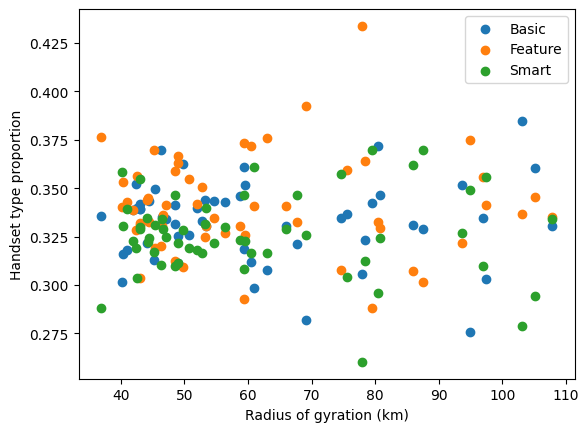 Basic
Feature
Smart
Handset type proportion
0.425
0.400
0.375
0.350
0.325
0.300
0.275
40 50 60 70 80 90 100 110
Radius of gyration (km)